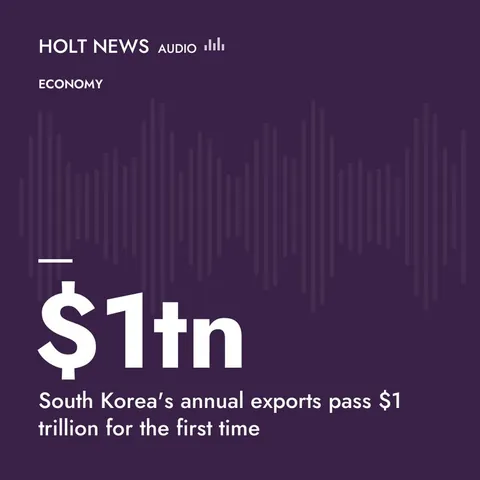 HOLT NEWS AUDIO
ECONOMY
$1tn
South Korea's annual exports pass $1
trillion for the first time